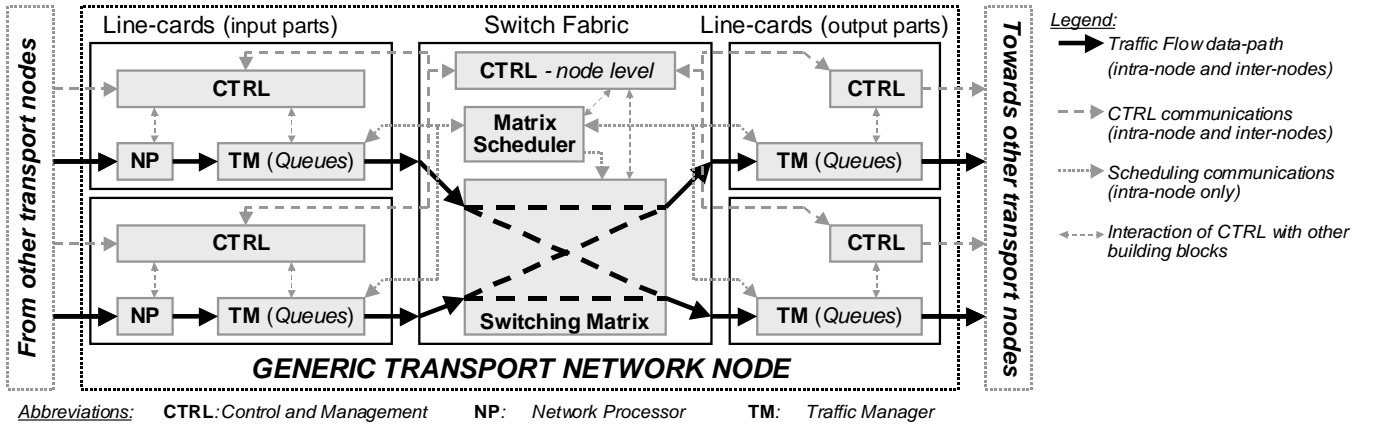 Line-cards (input parts)
Switch Fabric
Line-cards (output parts)
Legend:
From other transport nodes
CTRL
NP
TM (Queues)
CTRL
NP
TM (Queues)
CTRL - node level
Matrix
Scheduler
Switching Matrix
CTRL
TM (Queues)
CTRL
TM (Queues)
Towards other transport nodes
Traffic Flow data-path
(intra-node and inter-nodes)
CTRL communications
(intra-node and inter-nodes)
Scheduling communications
(intra-node only)
Interaction of CTRL with other
building blocks
GENERIC TRANSPORT NETWORK NODE
Abbreviations: CTRL: Control and Management NP: Network Processor TM: Traffic Manager